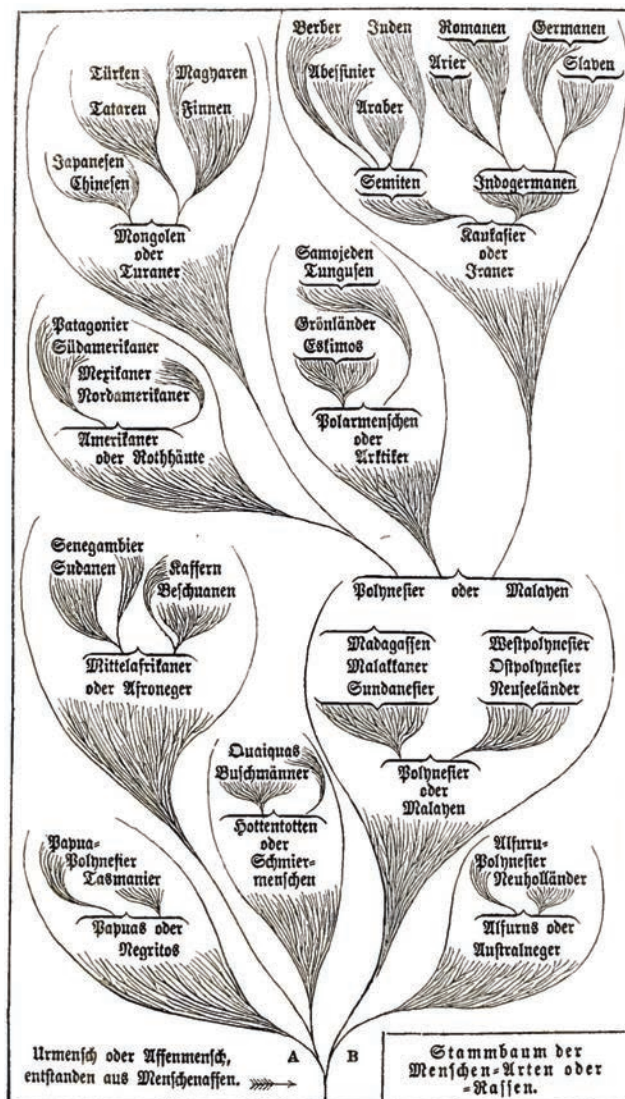 Berber Juden Romanen Germanen
Türken Magyaren Abessinier Arier Slaven
Tataren Finnen Araber
Japanesen
Chinesen
Semiten Indogermanen
Mongolen
oder
Turaner
Kaukasier
oder
Iraner
Samojeden
Tungusen
Grönländer
Eskimos
Polarmenschen
oder
Arktiker
Patagonier
Südamerikaner
Mexikaner
Nordamerikaner
Amerikaner
oder Rothhäute
Senegambier
Sudanen
Kaffern
Beschuanen
Mittelafrikaner
oder Afroneger
Polynesier oder Malayen
Madagassen
Malakkaner
Sundanesier
Westpolynesier
Ostpolynesier
Neuseeländer
Polynesier
oder
Malayen
Quaiquas
Buschmänner
Hottentotten
oder
Schmier-
menschen
Papua-
Polynesier
Tasmanier
Papuas oder
Negritos
Alfuru-
Polynesier
Neuholländer
Alfurus oder
Australneger
Urmensch oder Affenmensch,
entstanden aus Menschenaffen.
A B
Stammbaum der
Menschen-Arten oder
-Rassen.